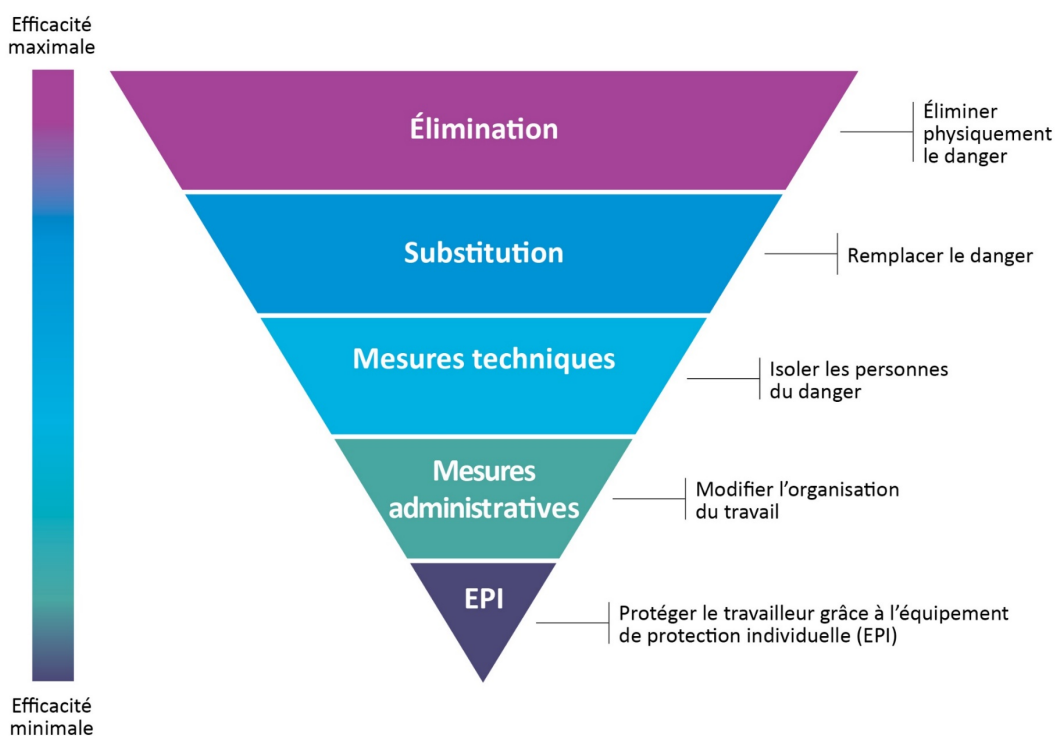 Efficacité
maximale
Élimination
Éliminer
physiquement
le danger
Substitution
Remplacer le danger
Mesures techniques
Isoler les personnes
du danger
Mesures
administratives
Modifier l’organisation
du travail
EPI
Protéger le travailleur grâce à l’équipement
de protection individuelle (EPI)
Efficacité
minimale